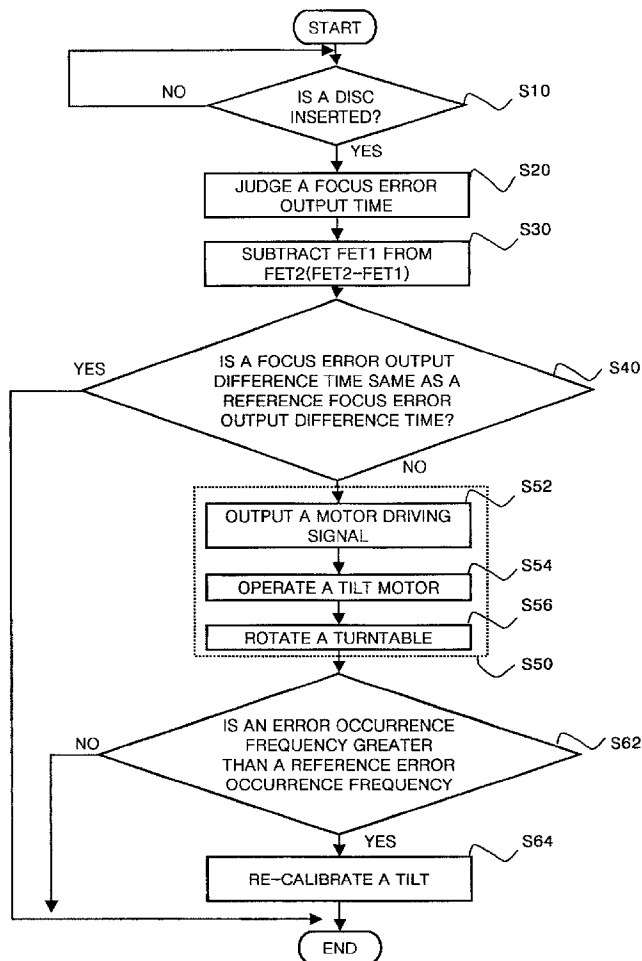 START
NO
IS A DISC
INSERTED?
S10
YES
S20
JUDGE A FOCUS ERROR
OUTPUT TIME
S30
SUBTRACT FET1 FROM
FET2(FET2-FET1)
YES
IS A FOCUS ERROR OUTPUT
DIFFERENCE TIME SAME AS A
REFERENCE FOCUS ERROR
OUTPUT DIFFERENCE TIME?
S40
NO
S52
OUTPUT A MOTOR DRIVING
SIGNAL
S54
OPERATE A TILT MOTOR
S56
ROTATE A TURNTABLE
S50
NO
IS AN ERROR OCCURRENCE
FREQUENCY GREATER
THAN A REFERENCE ERROR
OCCURRENCE FREQUENCY
S62
YES
S64
RE-CALIBRATE A TILT
END